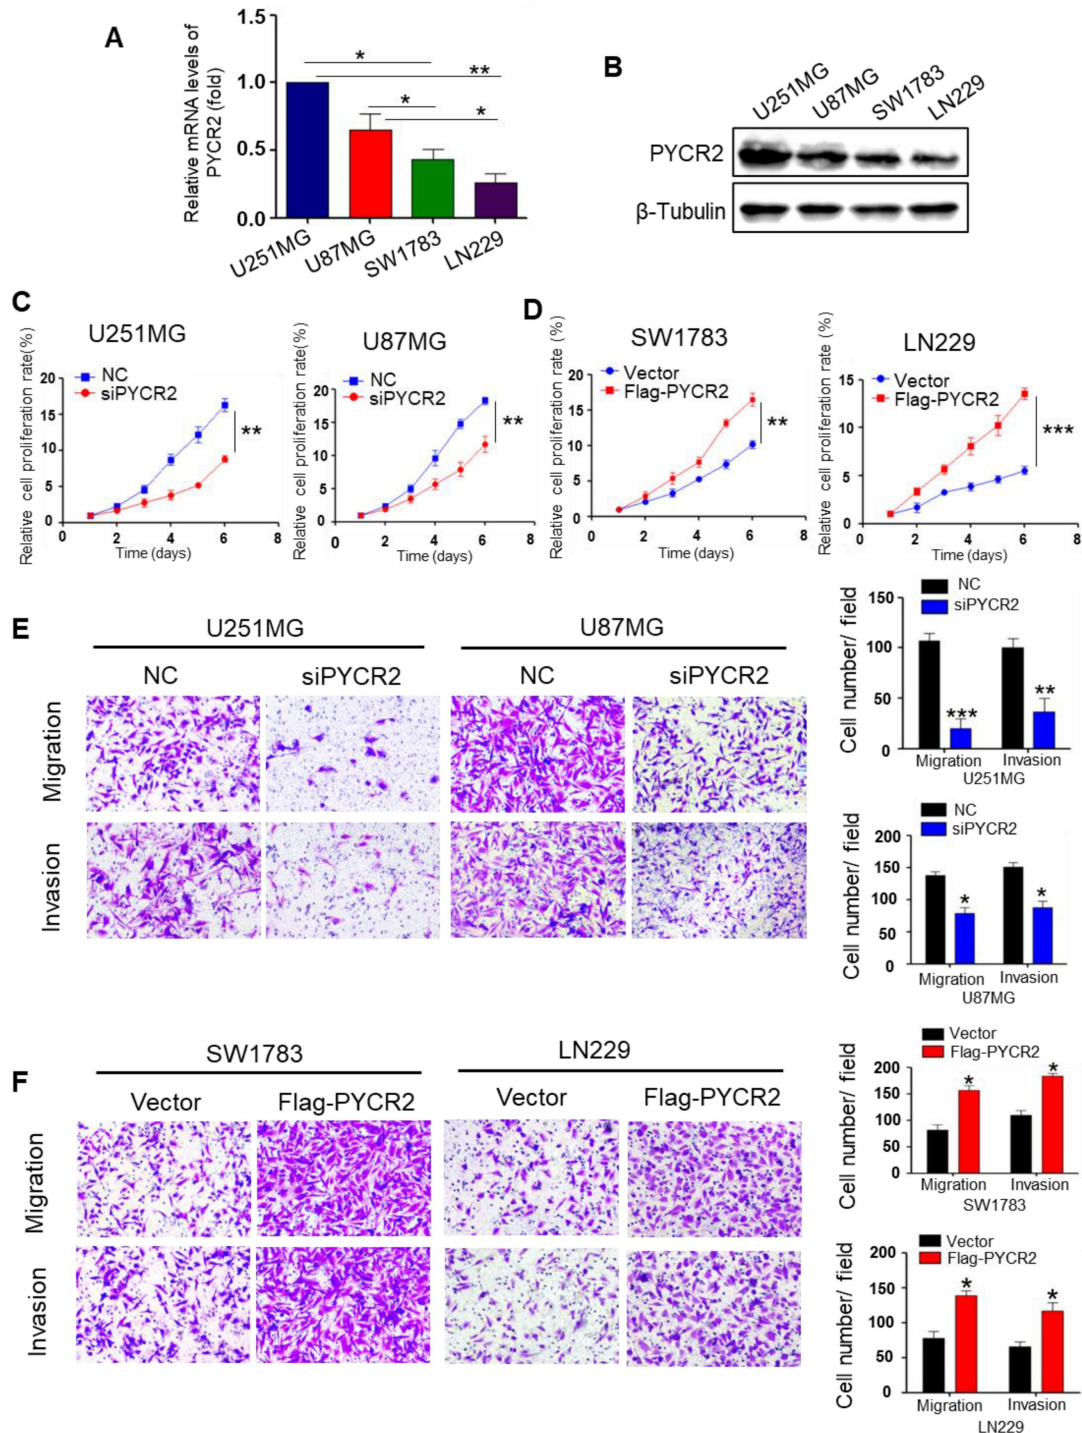 A
Relative mRNA levels of
PYCR2 (fold)
1.5
1.0
0.5
0.0
*
**
*
*
U251MG
U87MG
SW1783
LN229
B
U251MG
U87MG
SW1783
LN229
PYCR2
β-Tubulin
C
U251MG
Relative cell proliferation rate(%)
NC
siPYCR2
20
15
10
5
0
**
0 2 4 6 8
Time (days)
U87MG
Relative cell proliferation rate(%)
NC
siPYCR2
20
15
10
5
0
**
0 2 4 6 8
Time (days)
D
SW1783
Relative cell proliferation rate (%)
Vector
Flag-PYCR2
20
15
10
5
0
**
0 2 4 6 8
Time (days)
LN229
Relative cell proliferation rate (%)
Vector
Flag-PYCR2
15
10
5
0
***
0 2 4 6 8
Time (days)
E
U251MG
U87MG
NC
siPYCR2
NC
siPYCR2
Migration
Invasion
NC
siPYCR2
Cell number/ field
150
100
50
0
***
**
Migration
Invasion
U251MG
NC
siPYCR2
Cell number/ field
200
150
100
50
0
*
*
Migration
Invasion
U87MG
F
SW1783
LN229
Vector
Flag-PYCR2
Vector
Flag-PYCR2
Migration
Invasion
Vector
Flag-PYCR2
Cell number/ field
200
150
100
50
0
*
*
Migration
Invasion
SW1783
Vector
Flag-PYCR2
Cell number/ field
200
150
100
50
0
*
*
Migration
Invasion
LN229